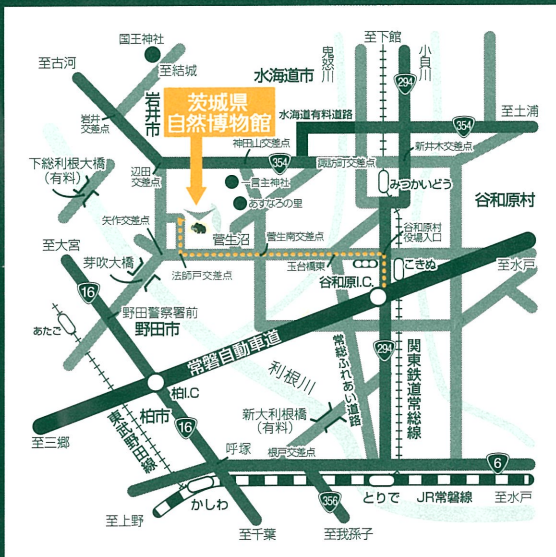 国王神社
至結城
至古河
岩井市
岩井
交差点
水海道市
鬼怒川
至下館
小貝川
294
茨城県
自然博物館
水海道有料道路
至土浦
354
神田山交差点
354
諏訪町交差点
新井木交差点
下総利根大橋
(有料)
辺田
交差点
一言主神社
あすなろの里
みつかいどう
谷和原村
矢作交差点
菅生沼
菅生南交差点
谷和原村
役場入口
至大宮
芽吹大橋
法師戸交差点
玉台橋東
谷和原I.C.
こきぬ
至水戸
16
あたご
野田警察署前
野田市
常磐自動車道
294
利根川
常総ふれあい道路
関東鉄道常総線
柏I.C
柏市
16
新大利根橋
(有料)
至三郷
東武野田線
呼塚
根戸交差点
6
かしわ
356
とりで
JR常磐線
至水戸
至上野
至千葉
至我孫子